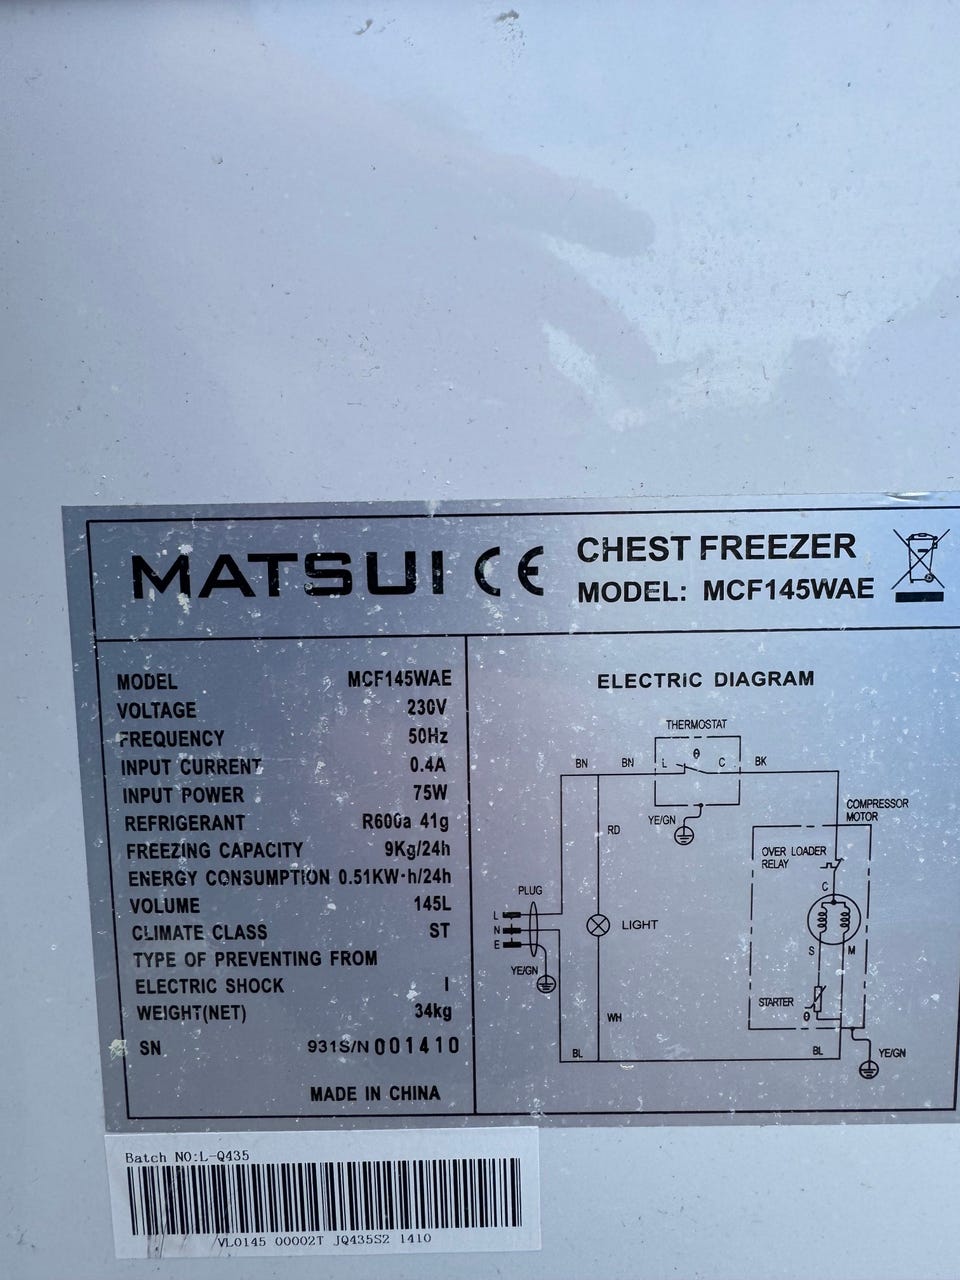 MATSUI CE
CHEST FREEZER
MODEL: MCF145WAE
MODEL MCF145WAE
VOLTAGE 230V
FREQUENCY 50Hz
INPUT CURRENT 0.4A
INPUT POWER 75W
REFRIGERANT R600a 41g
FREEZING CAPACITY 9Kg/24h
ENERGY CONSUMPTION 0.51KW·h/24h
VOLUME 145L
CLIMATE CLASS ST
TYPE OF PREVENTING FROM
ELECTRIC SHOCK I
WEIGHT(NET) 34kg
SN 931S/N 001410
MADE IN CHINA
ELECTRIC DIAGRAM
THERMOSTAT
θ
BN BN L C BK
YE/GN
RD
COMPRESSOR
MOTOR
OVER LOADER
RELAY
C
PLUG
L
N
E
LIGHT
YE/GN
S M
STARTER
θ
WH
BL BL
YE/GN
Batch NO:L-Q435
VL0145 00002T JQ435S2 1410